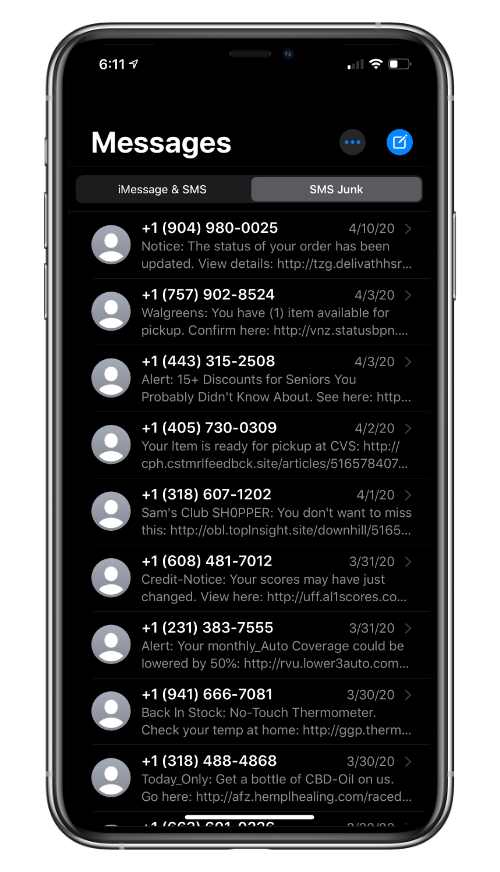 6:11
Messages
iMessage & SMS
SMS Junk
+1 (904) 980-0025 4/10/20
Notice: The status of your order has been
updated. View details: http://tzg.delivathhsr...
+1 (757) 902-8524 4/3/20
Walgreens: You have (1) item available for
pickup. Confirm here: http://vnz.statusbpn....
+1 (443) 315-2508 4/3/20
Alert: 15+ Discounts for Seniors You
Probably Didn't Know About. See here: http...
+1 (405) 730-0309 4/2/20
Your Item is ready for pickup at CVS: http://
cph.cstmrlfeedbck.site/articles/516578407...
+1 (318) 607-1202 4/1/20
Sam's Club SH0PPER: You don't want to miss
this: http://obl.topInsight.site/downhill/5165...
+1 (608) 481-7012 3/31/20
Credit-Notice: Your scores may have just
changed. View here: http://uff.al1scores.co...
+1 (231) 383-7555 3/31/20
Alert: Your monthly_Auto Coverage could be
lowered by 50%: http://rvu.lower3auto.com...
+1 (941) 666-7081 3/30/20
Back In Stock: No-Touch Thermometer.
Check your temp at home: http://ggp.therm...
+1 (318) 488-4868 3/30/20
Today_Only: Get a bottle of CBD-Oil on us.
Go here: http://afz.hemplhealing.com/raced...